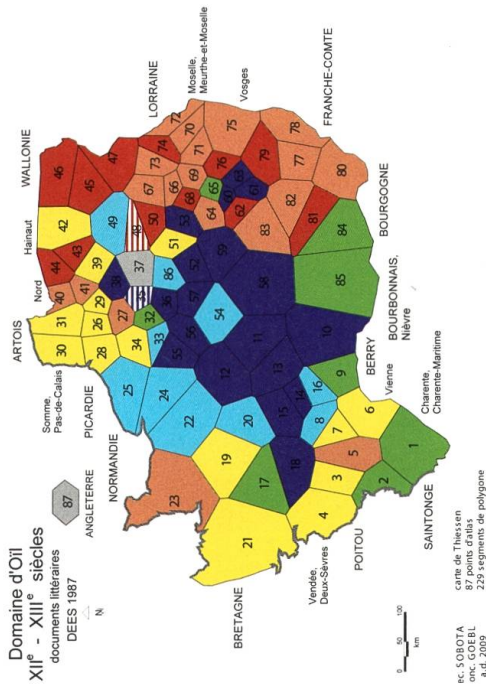 Domaine d'Oïl
XIIᵉ - XIIIᵉ siècles
documents littéraires
DEES 1987
N
87
ANGLETERRE
Somme,
Pas-de-Calais
PICARDIE
NORMANDIE
ARTOIS
Nord
Hainaut
WALLONIE
LORRAINE
Moselle,
Meurthe-et-Moselle
Vosges
FRANCHE-COMTE
BOURGOGNE
BOURBONNAIS,
Nièvre
BERRY
Vienne
Charente,
Charente-Maritime
SAINTONGE
POITOU
Vendée,
Deux-Sèvres
BRETAGNE
30 31 40 44 43 42 46 45 47
28 26 29 41 39 49
25 34 27 38 37 48 50 67 73 74 72
24 33 32 36 86 51 53 68 66 69 71 70
23 22 55 56 57 52 64 65 76 75
21 19 20 12 54 59 62 60 63 61 79 78
17 18 15 13 11 58 83 82 77
4 3 5 7 8 16 14 10 85 81 80
2 1 6 9 84
100
km
ec. SOBOTA
onc. GOEBL
a.d. 2009
carte de Thiessen
87 points d'atlas
229 segments de polygone